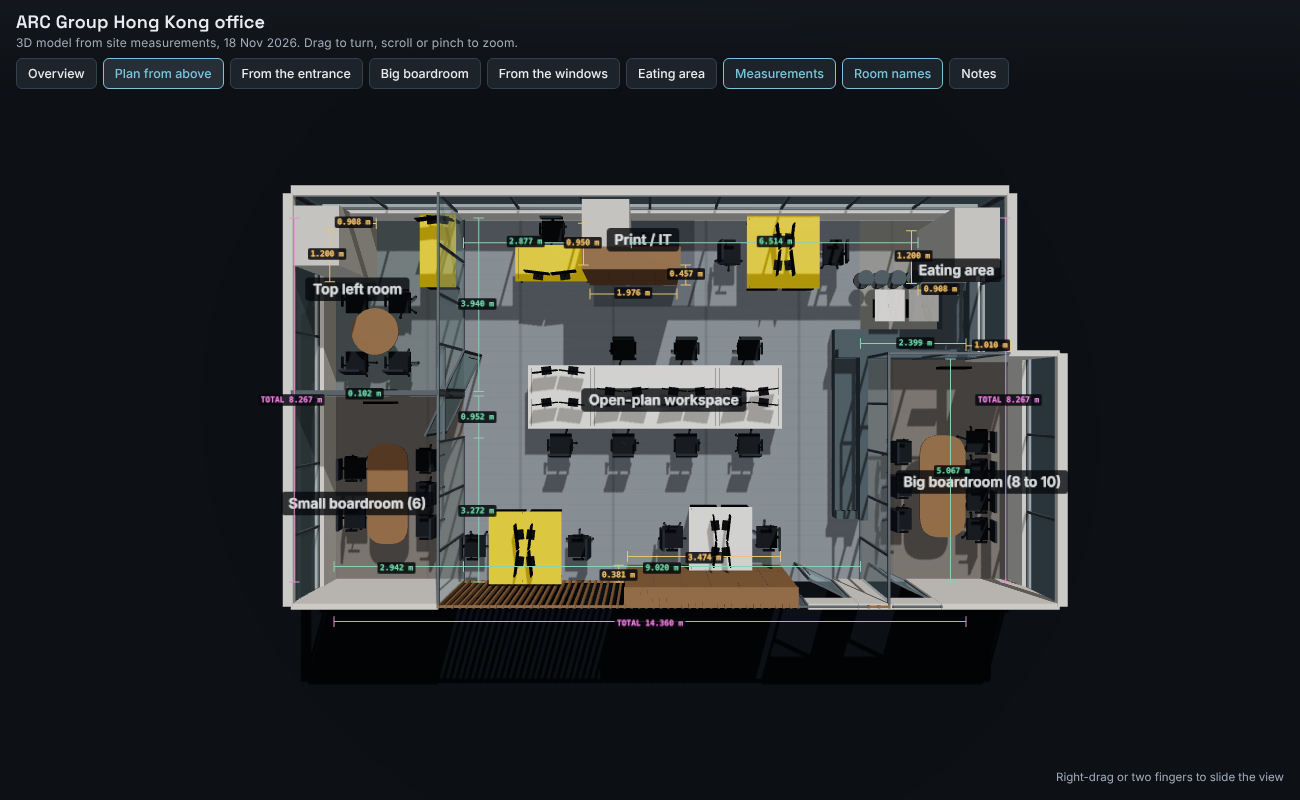 ARC Group Hong Kong office
3D model from site measurements, 18 Nov 2026. Drag to turn, scroll or pinch to zoom.
Overview
Plan from above
From the entrance
Big boardroom
From the windows
Eating area
Measurements
Room names
Notes
0.908 m
1.200 m
2.877 m
0.950 m
Print / IT
6.514 m
1.200 m
Eating area
0.457 m
0.908 m
Top left room
1.976 m
3.940 m
2.399 m
1.010 m
0.102 m
TOTAL 8.267 m
Open-plan workspace
TOTAL 8.267 m
0.952 m
5.067 m
Big boardroom (8 to 10)
Small boardroom (6)
3.272 m
3.474 m
2.942 m
0.381 m
9.020 m
TOTAL 14.360 m
Right-drag or two fingers to slide the view